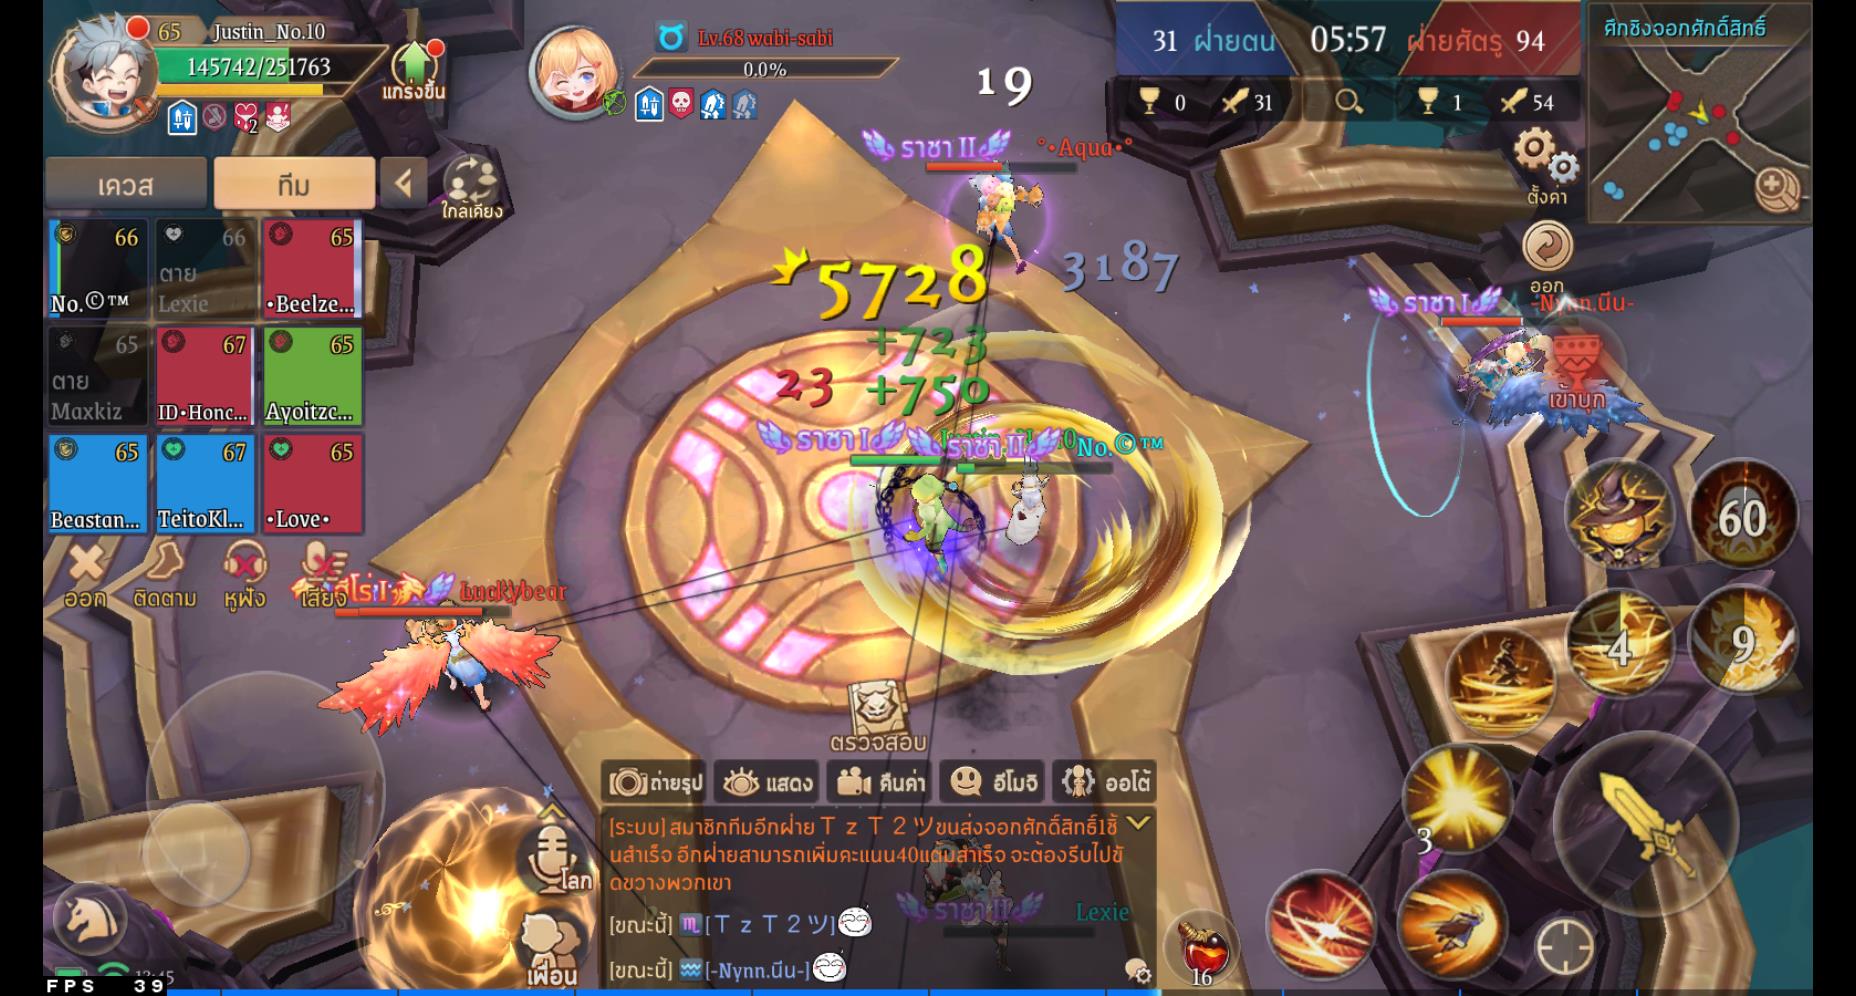 65 Justin_No.10
145742/251763
แกร่งขึ้น
2
Lv.68 wabi-sabi
0.0%
19
31 ฝ่ายตน 05:57 ฝ่ายศัตรู 94
0 31 1 54
ศึกชิงจอกศักดิ์สิทธิ์
ตั้งค่า
ออก
เควส ทีม
ใกล้เคียง
66 66 65
ตาย
No.©™ Lexie •Beelze...
65 67 65
ตาย
Maxkiz ID•Honc... Ayoitzc...
65 67 65
Beastan... TeitoKl... •Love•
ออก ติดตาม หูฟัง เสียง
ราชา II °•Aqua•°
5728 3187
+723
23 +750
ราชา I ราชา II No.©™
ราชา I -Nynn.นีน-
เข้าบุก
Luckybear
60
4 9
3
16
ตรวจสอบ
ถ่ายรูป แสดง คืนค่า อีโมจิ ออโต้
[ระบบ] สมาชิกทีมอีกฝ่าย T z T 2 ツ ขนส่งจอกศักดิ์สิทธิ์1ชิ้
นสำเร็จ อีกฝ่ายสามารถเพิ่มคะแนน40แต้มสำเร็จ จะต้องรีบไปขั
ดขวางพวกเขา
[ขณะนี้] [T z T 2 ツ]
[ขณะนี้] [-Nynn.นีน-]
ราชา II Lexie
โลก
เพื่อน
FPS 39